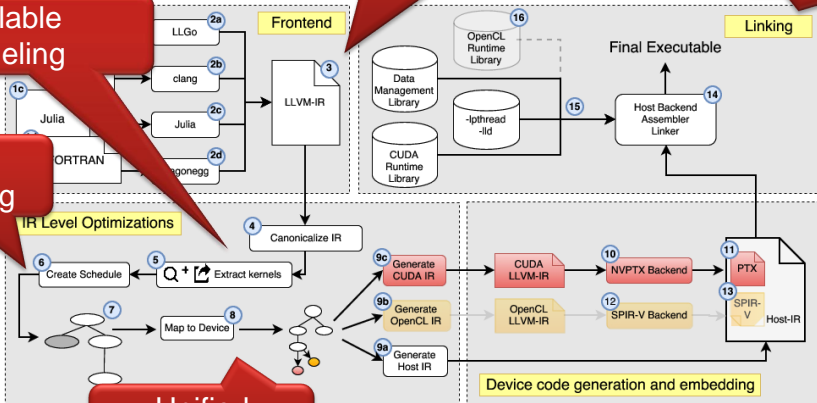 lable
eling
g
Frontend
1c
Julia
ORTRAN
2a
LLGo
2b
clang
2c
Julia
2d
agonegg
3
LLVM-IR
Linking
16
OpenCL
Runtime
Library
Data
Management
Library
-lpthread
-lld
CUDA
Runtime
Library
15
Final Executable
14
Host Backend
Assembler
Linker
IR Level Optimizations
4
Canonicalize IR
5
Extract kernels
6
Create Schedule
7
8
Map to Device
9c
Generate
CUDA IR
9b
Generate
OpenCL IR
9a
Generate
Host IR
CUDA
LLVM-IR
OpenCL
LLVM-IR
10
NVPTX Backend
12
SPIR-V Backend
11
PTX
13
SPIR-
V
Host-IR
Device code generation and embedding
Unified